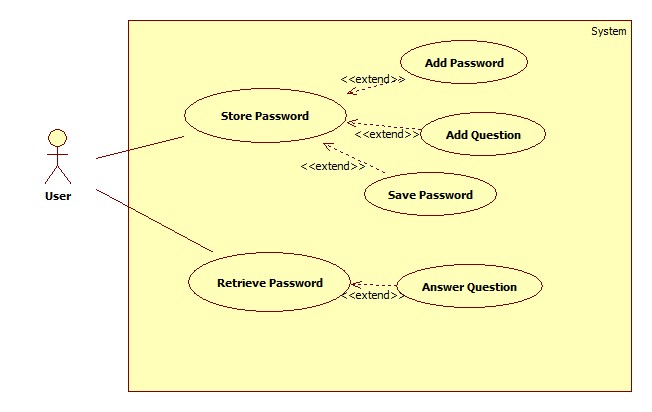 System
Add Password
<<extend>>
Store Password
Add Question
<<extend>>
<<extend>>
Save Password
User
Retrieve Password
Answer Question
<<extend>>